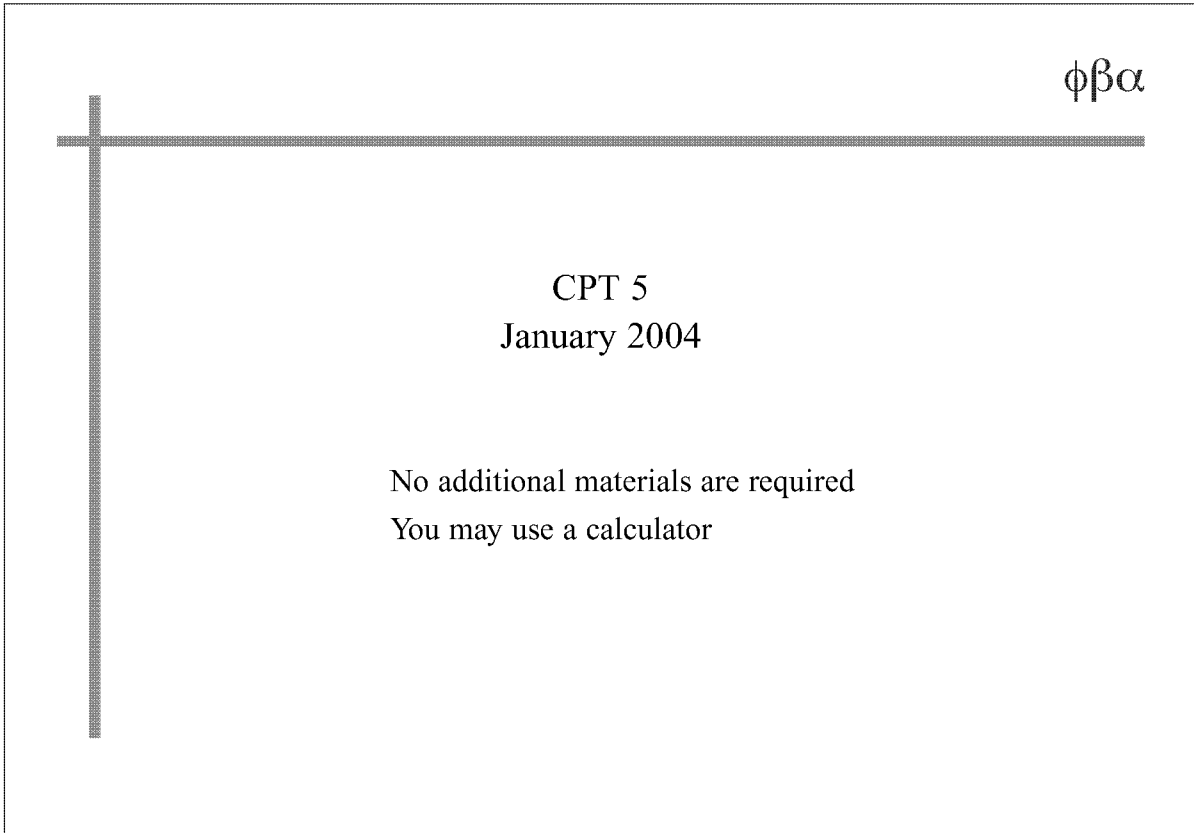 φβα
CPT 5
January 2004
No additional materials are required
You may use a calculator